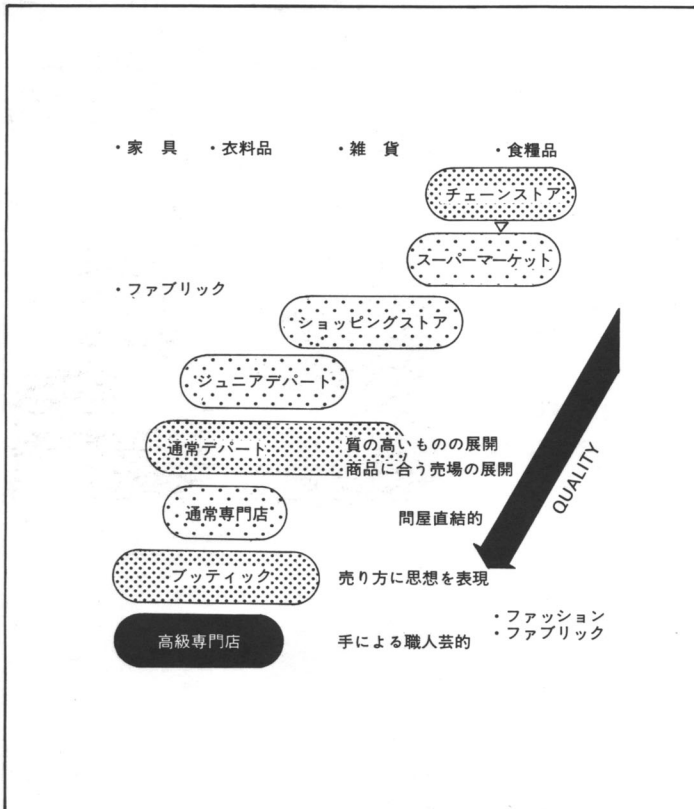 ・家 具 ・衣料品 ・雑 貨 ・食糧品
チェーンストア
スーパーマーケット
・ファブリック
ショッピングストア
ジュニアデパート
通常デパート 質の高いものの展開
商品に合う売場の展開
QUALITY
通常専門店 問屋直結的
ブッティック 売り方に思想を表現
・ファッション
・ファブリック
高級専門店 手による職人芸的